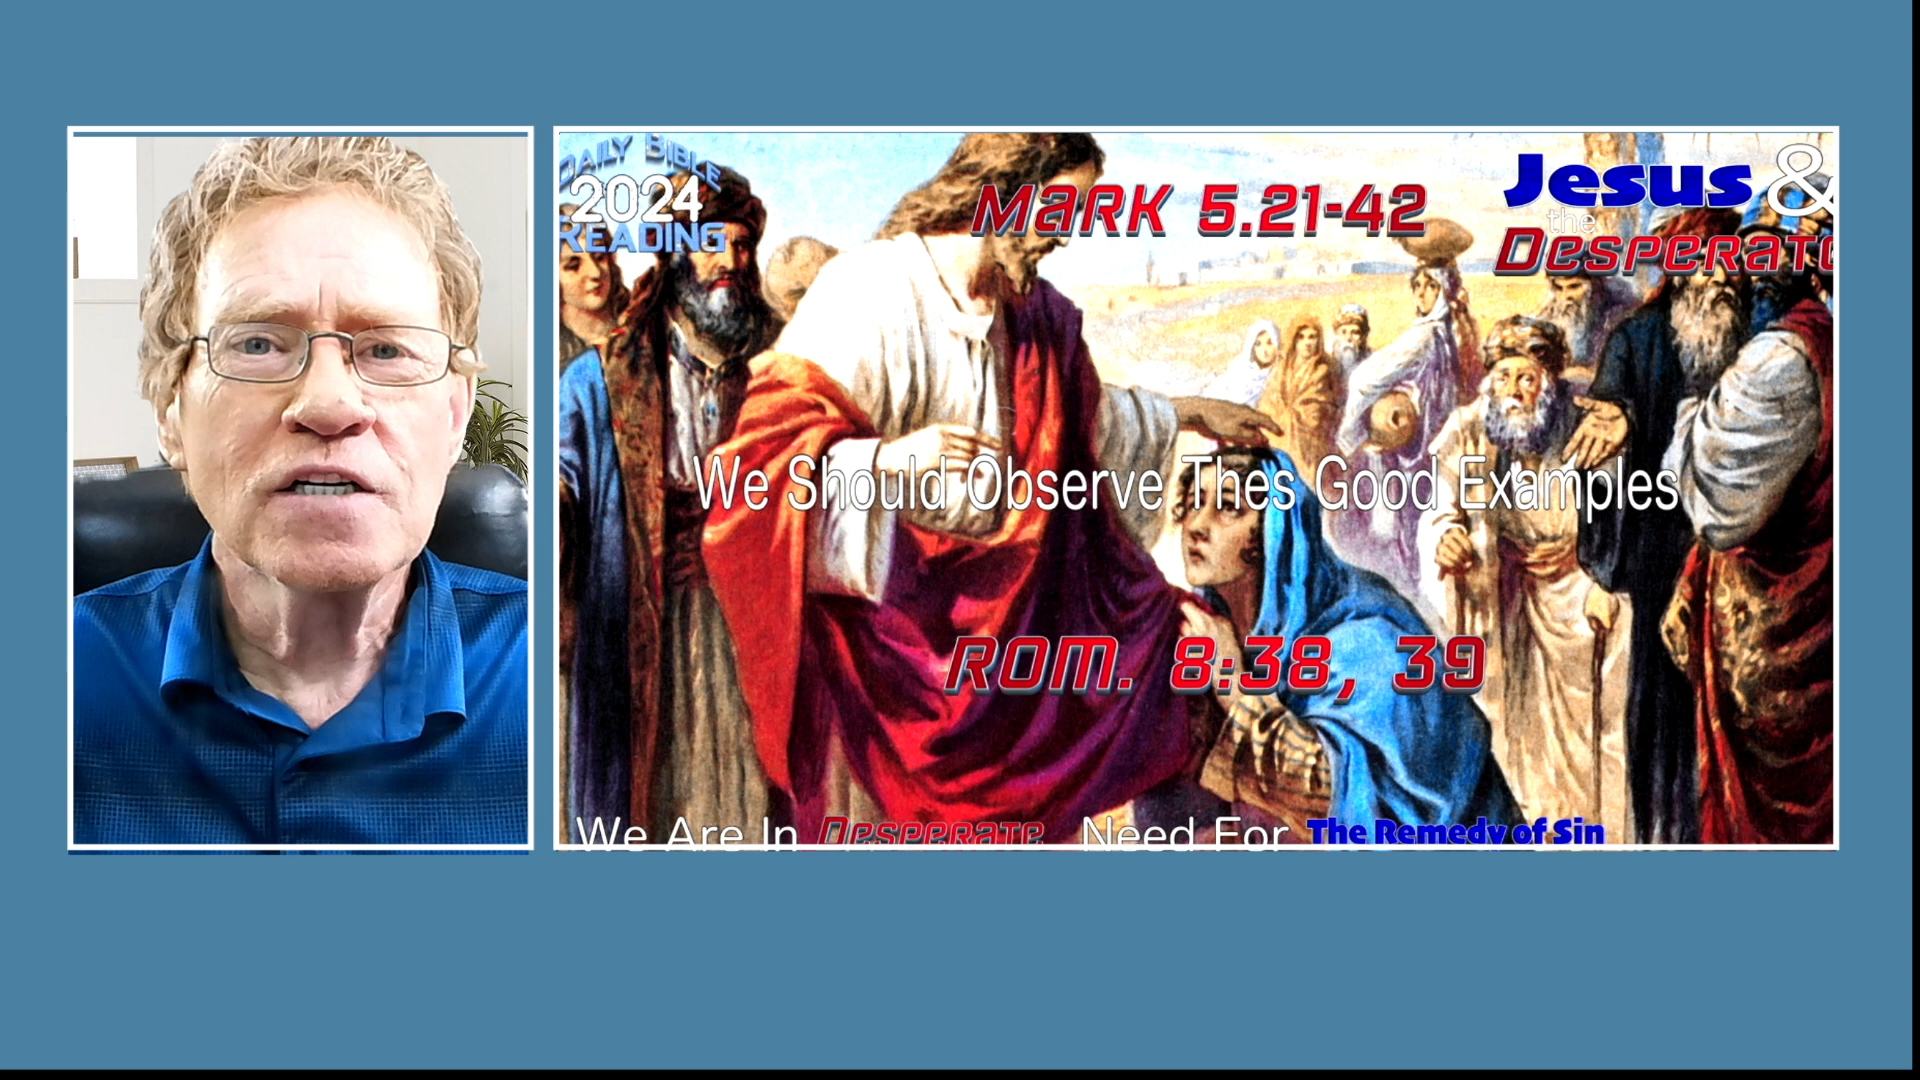 DAILY BIBLE
2024
READING
MARK 5.21-42
Jesus &
the
DESPERATE
We Should Observe Thes Good Examples
ROM. 8:38, 39
We Are In Desperate Need For The Remedy of Sin